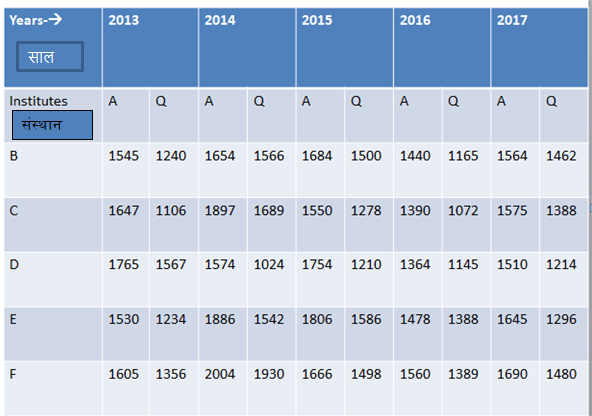 Years-→ 2013 2014 2015 2016 2017
साल
Institutes A Q A Q A Q A Q A Q
संस्थान
B 1545 1240 1654 1566 1684 1500 1440 1165 1564 1462
C 1647 1106 1897 1689 1550 1278 1390 1072 1575 1388
D 1765 1567 1574 1024 1754 1210 1364 1145 1510 1214
E 1530 1234 1886 1542 1806 1586 1478 1388 1645 1296
F 1605 1356 2004 1930 1666 1498 1560 1389 1690 1480